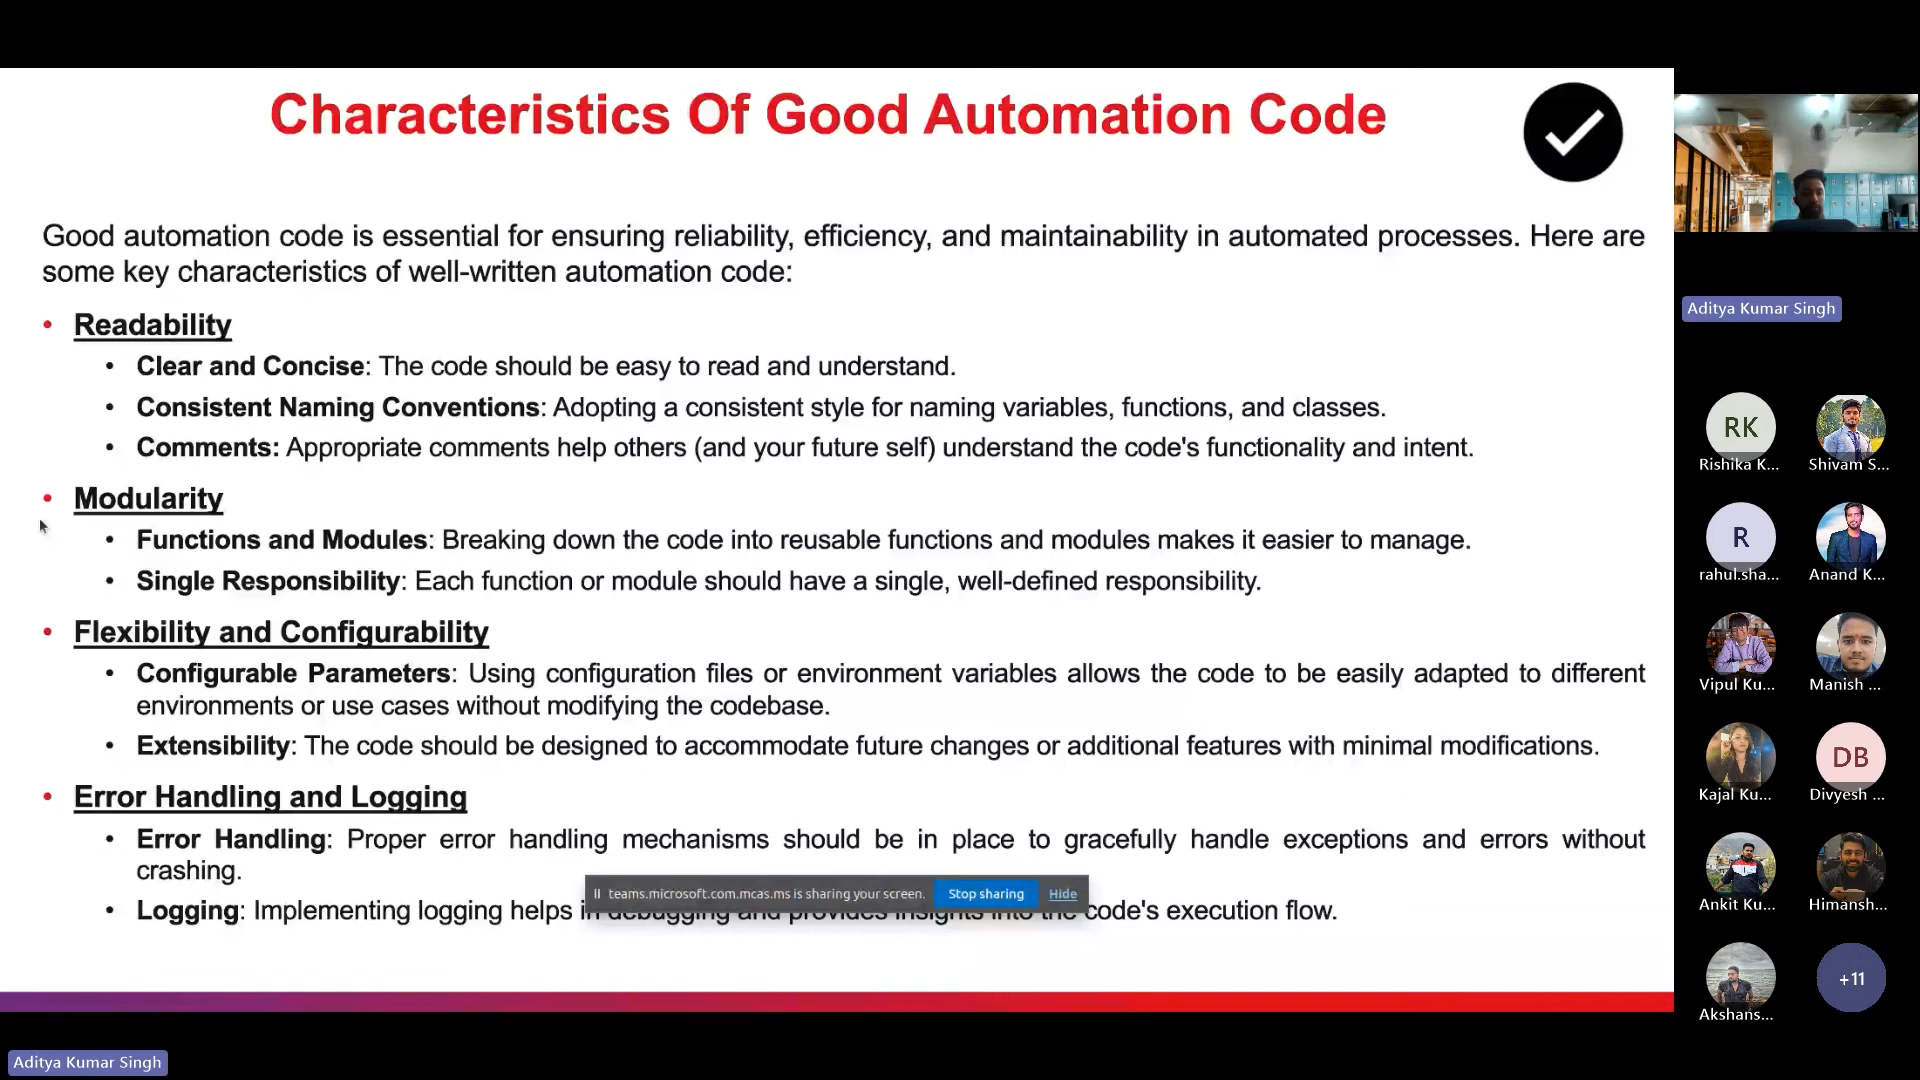 Characteristics Of Good Automation Code
Good automation code is essential for ensuring reliability, efficiency, and maintainability in automated processes. Here are
some key characteristics of well-written automation code:
• Readability
• Clear and Concise: The code should be easy to read and understand.
• Consistent Naming Conventions: Adopting a consistent style for naming variables, functions, and classes.
• Comments: Appropriate comments help others (and your future self) understand the code's functionality and intent.
• Modularity
• Functions and Modules: Breaking down the code into reusable functions and modules makes it easier to manage.
• Single Responsibility: Each function or module should have a single, well-defined responsibility.
• Flexibility and Configurability
• Configurable Parameters: Using configuration files or environment variables allows the code to be easily adapted to different
environments or use cases without modifying the codebase.
• Extensibility: The code should be designed to accommodate future changes or additional features with minimal modifications.
• Error Handling and Logging
• Error Handling: Proper error handling mechanisms should be in place to gracefully handle exceptions and errors without
crashing.
• Logging: Implementing logging helps in debugging and provides insights into the code's execution flow.
teams.microsoft.com.mcas.ms is sharing your screen. Stop sharing Hide
Aditya Kumar Singh
RK
Rishika K... Shivam S...
R
rahul.sha... Anand K...
Vipul Ku... Manish ...
DB
Kajal Ku... Divyesh ...
Ankit Ku... Himansh...
+11
Akshans...
Aditya Kumar Singh